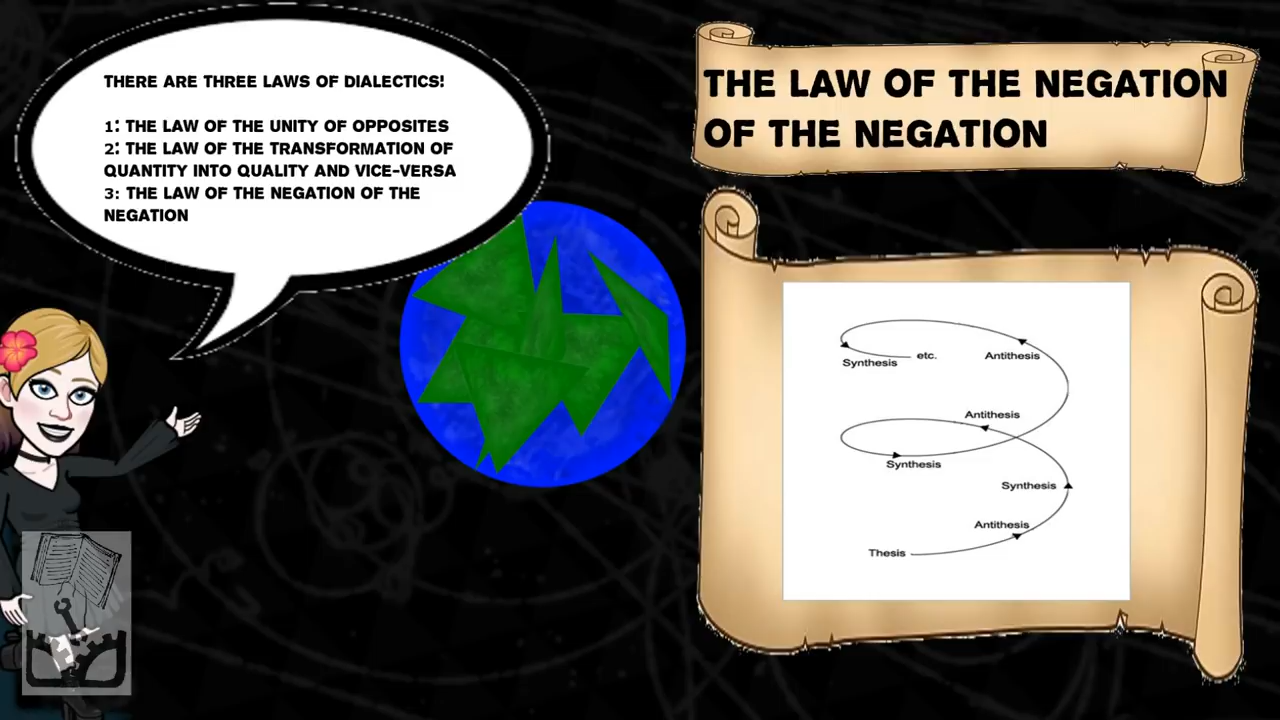 THERE ARE THREE LAWS OF DIALECTICS!
1: THE LAW OF THE UNITY OF OPPOSITES
2: THE LAW OF THE TRANSFORMATION OF
QUANTITY INTO QUALITY AND VICE-VERSA
3: THE LAW OF THE NEGATION OF THE
NEGATION
THE LAW OF THE NEGATION
OF THE NEGATION
Synthesis
etc.
Antithesis
Antithesis
Synthesis
Synthesis
Antithesis
Thesis